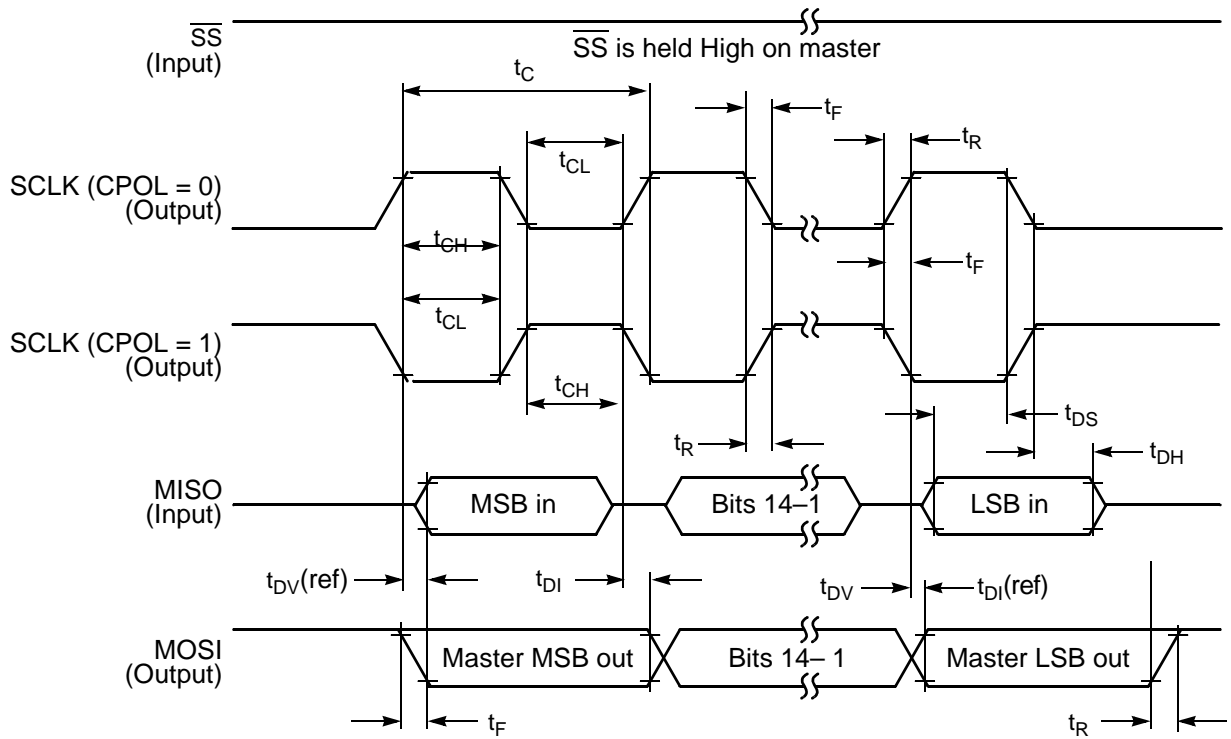 SS
(Input)
SS is held High on master
tC
tF
tR
tCL
SCLK (CPOL = 0)
(Output)
tCH
tF
tCL
SCLK (CPOL = 1)
(Output)
tCH
tDS
tR
tDH
MISO
(Input)
MSB in
Bits 14–1
LSB in
tDV(ref)
tDI
tDV
tDI(ref)
MOSI
(Output)
Master MSB out
Bits 14– 1
Master LSB out
tF
tR